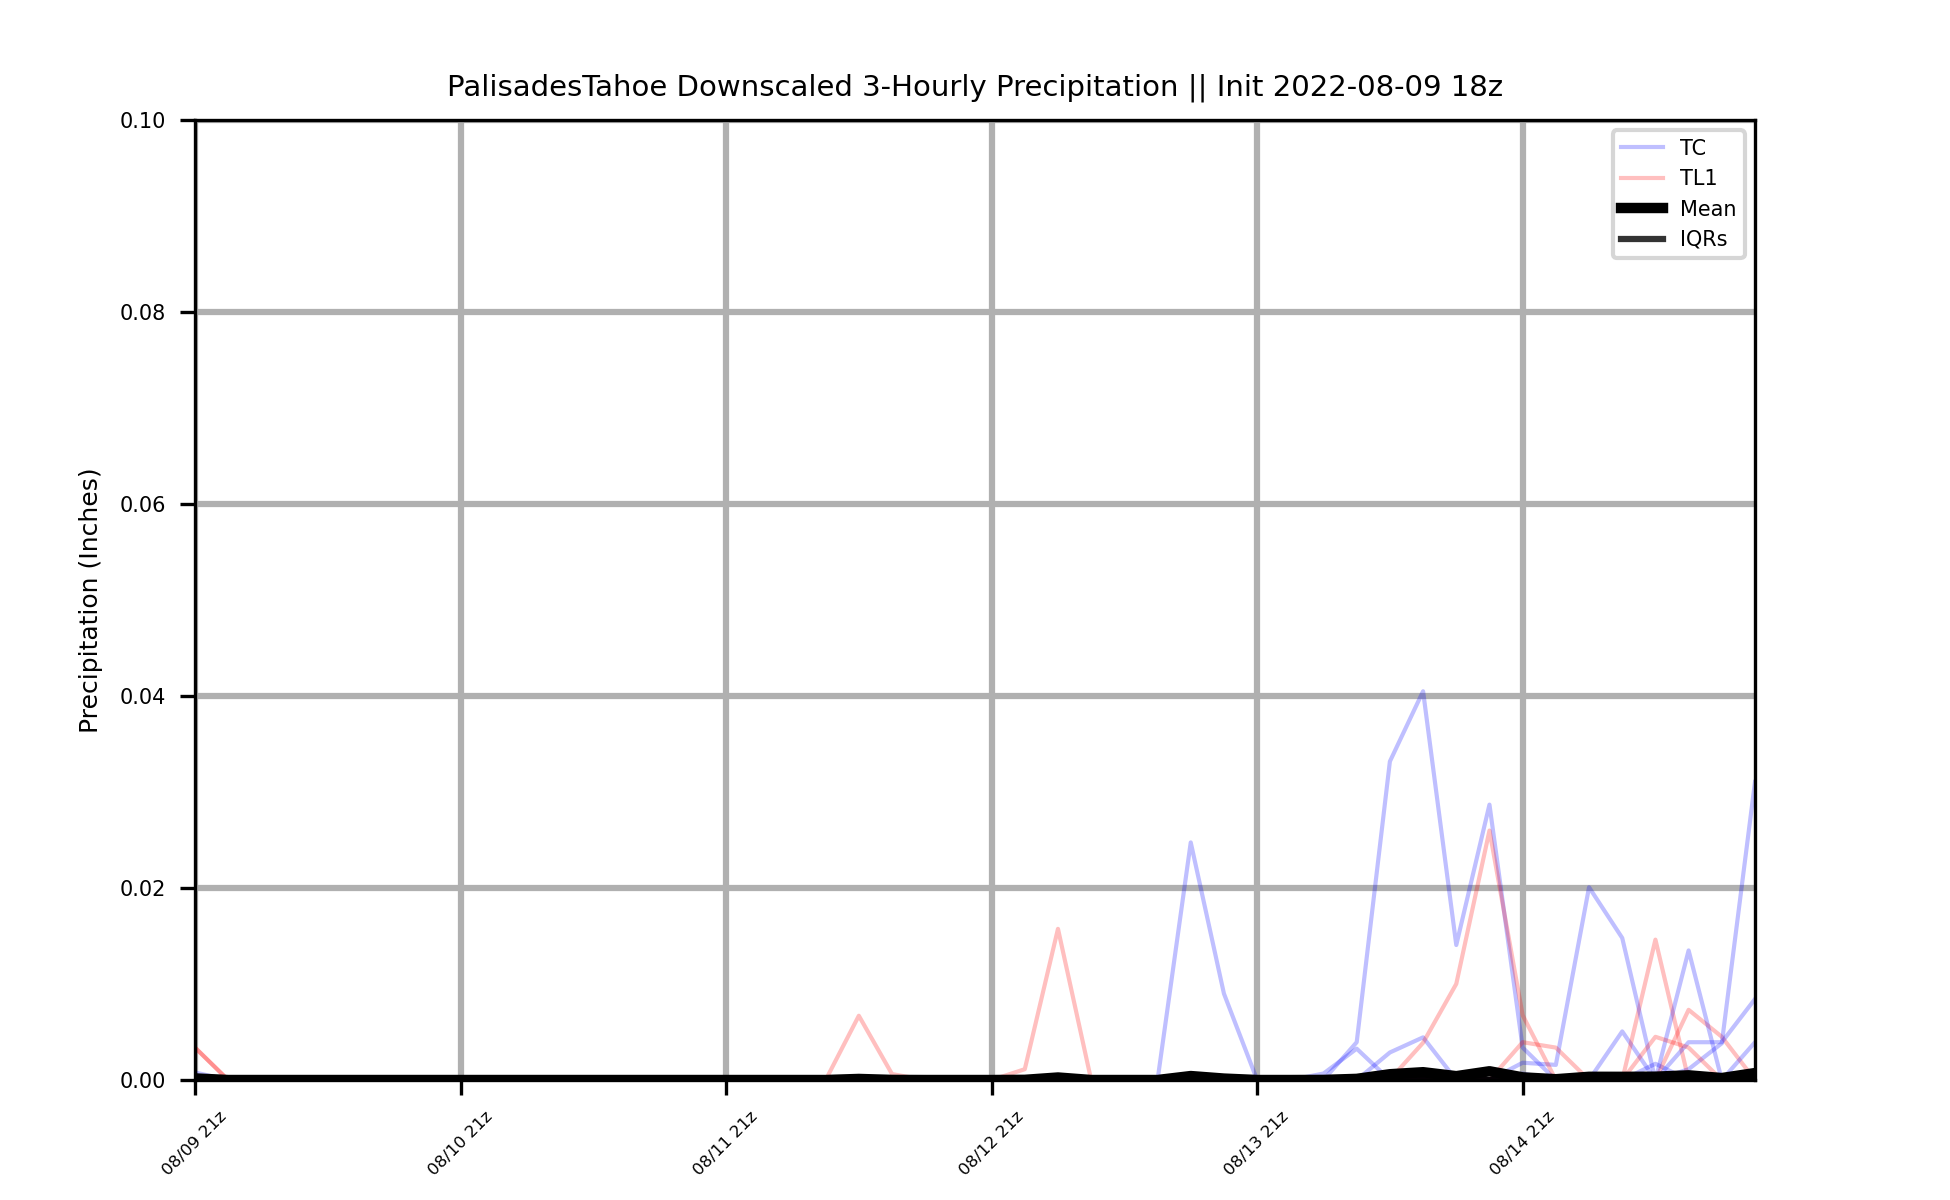 PalisadesTahoe Downscaled 3-Hourly Precipitation || Init 2022-08-09 18z
TC
TL1
Mean
IQRs
Precipitation (Inches)
0.10
0.08
0.06
0.04
0.02
0.00
08/09 21z
08/10 21z
08/11 21z
08/12 21z
08/13 21z
08/14 21z